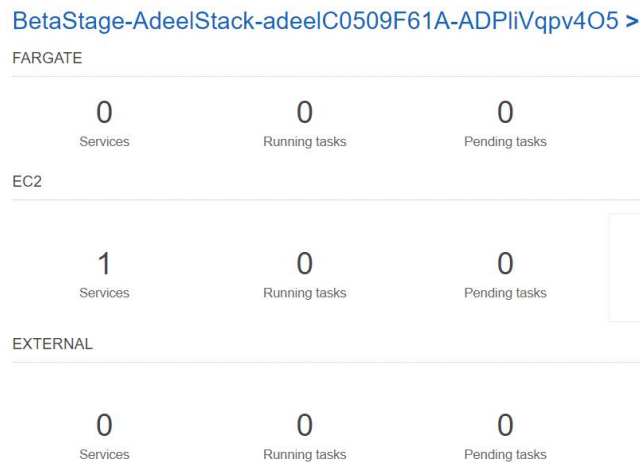 BetaStage-AdeelStack-adeelC0509F61A-ADPliVqpv4O5 >
FARGATE
0 0 0
Services Running tasks Pending tasks
EC2
1 0 0
Services Running tasks Pending tasks
EXTERNAL
0 0 0
Services Running tasks Pending tasks